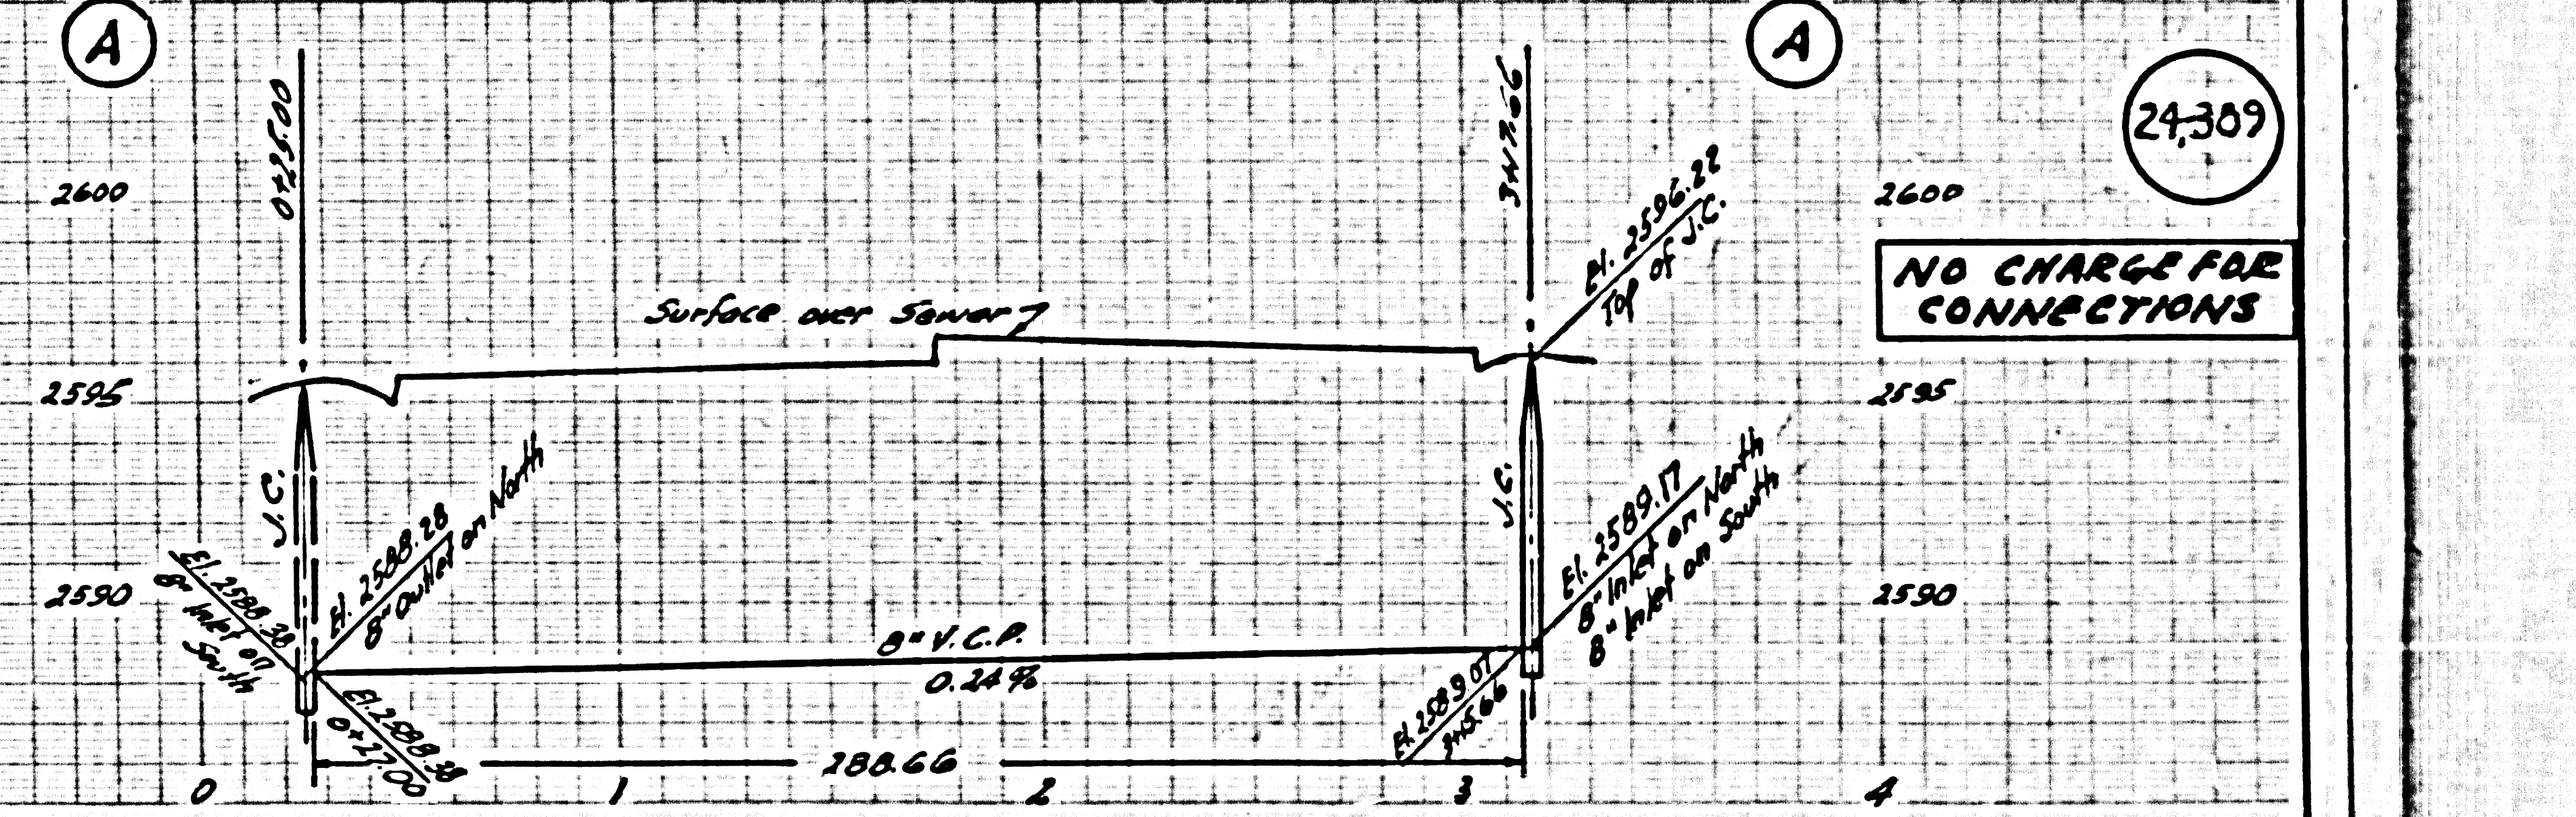 A
A
0+25.00
3+17.66
24,309
2600
2600
El. 2596.22
Top of J.C.
NO CHARGE FOR
CONNECTIONS
Surface over Sewer
2595
2595
J.C.
J.C.
El. 2588.28
8" Outlet on North
El. 2589.17
8" Inlet on North
8" Inlet on South
El. 2588.38
8" Inlet on
South
2590
2590
8" V.C.P.
0.24%
El. 2588.38
0+27.00
El. 2589.07
3+15.66
288.66
0
1
2
3
4